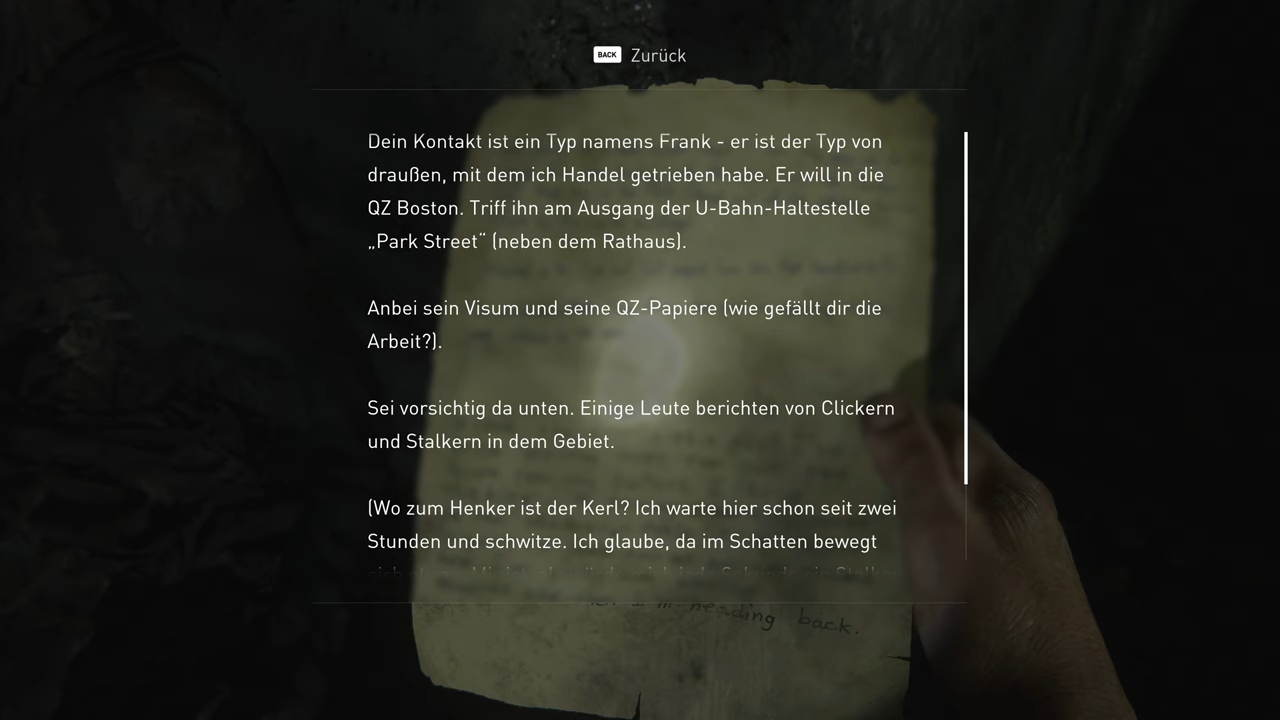 BACK Zurück
Dein Kontakt ist ein Typ namens Frank - er ist der Typ von
draußen, mit dem ich Handel getrieben habe. Er will in die
QZ Boston. Triff ihn am Ausgang der U-Bahn-Haltestelle
„Park Street“ (neben dem Rathaus).
Anbei sein Visum und seine QZ-Papiere (wie gefällt dir die
Arbeit?).
Sei vorsichtig da unten. Einige Leute berichten von Clickern
und Stalkern in dem Gebiet.
(Wo zum Henker ist der Kerl? Ich warte hier schon seit zwei
Stunden und schwitze. Ich glaube, da im Schatten bewegt
heading back.